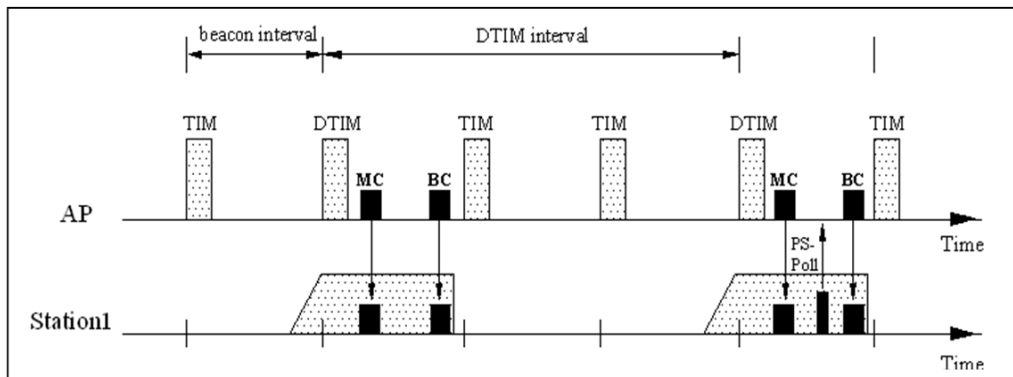 beacon interval
DTIM interval
TIM
DTIM
TIM
TIM
DTIM
TIM
MC
BC
MC
BC
AP
Time
PS-
Poll
Station1
Time